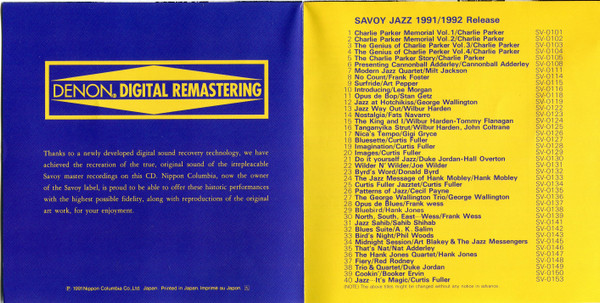 DENON® DIGITAL REMASTERING
Thanks to a newly developed digital sound recovery technology, we have
achieved the recreation of the true, original sound of the irreplaceable
Savoy master recordings on this CD. Nippon Columbia, now the owner
of the Savoy label, is proud to be able to offer these historic performances
with the highest possible fidelity, along with reproductions of the original
art work, for your enjoyment.
℗ 1991 Nippon Columbia Co., Ltd. Japan. Printed in Japan Imprimé au Japon.
SAVOY JAZZ 1991/1992 Release
1 Charlie Parker Memorial Vol.1/Charlie Parker SV-0101
2 Charlie Parker Memorial Vol.2/Charlie Parker SV-0102
3 The Genius of Charlie Parker Vol.3/Charlie Parker SV-0103
4 The Genius of Charlie Parker Vol.4/Charlie Parker SV-0104
5 The Charlie Parker Story/Charlie Parker SV-0105
6 Presenting Cannonball Adderley/Cannonball Adderley
7 Modern Jazz Quartet/Milt Jackson
8 No Count/Frank Foster
9 Surfride/Art Pepper SV-0115
10 Introducing/Lee Morgan SV-0116
11 Opus de Bop/Stan Getz SV-0118
12 Jazz at Hotchikiss/George Wallington SV-0119
13 Jazz Way Out/Wilbur Harden SV-0122
14 Nostalgia/Fats Navarro SV-0123
15 The King and I/Wilbur Harden-Tommy Flanagan SV-0124
16 Tanganyika Strut/Wilbur Harden, John Coltrane SV-0125
17 Nica's Tempo/Gigi Gryce SV-0126
18 Bluesette/Curtis Fuller SV-0127
19 Imagination/Curtis Fuller SV-0128
20 Images/Curtis Fuller SV-0129
21 Do it yourself Jazz/Duke Jordan-Hall Overton SV-0130
22 Wilder N' Wilder/Joe Wilder SV-0131
23 Byrd's Word/Donald Byrd SV-0132
24 The Jazz Message of Hank Mobley/Hank Mobley SV-0133
25 Curtis Fuller Jazztet/Curtis Fuller SV-0134
26 Patterns of Jazz/Cecil Payne SV-0135
27 The George Wallington Trio/George Wallington SV-0136
28 Opus de Blues/Frank wess SV-0137
29 Bluebird/Hank Jones SV-0138
30 North, South, East---Wess/Frank Wess SV-0139
31 Jazz Sahib/Sahib Shihab SV-0141
32 Blues Suite/A. K. Salim SV-0142
33 Bird's Night/Phil Woods SV-0143
34 Midnight Session/Art Blakey & The Jazz Messengers SV-0145
35 That's Nat/Nat Adderley SV-0146
36 The Hank Jones Quartet/Hank Jones SV-0147
37 Fiery/Red Rodney SV-0148
38 Trio & Quartet/Duke Jordan SV-0149
39 Cookin'/Booker Ervin SV-0150
40 Jazz---It's Magic/Curtis Fuller SV-0153
(NOTE) The above titles might be changed without any notice in advance.